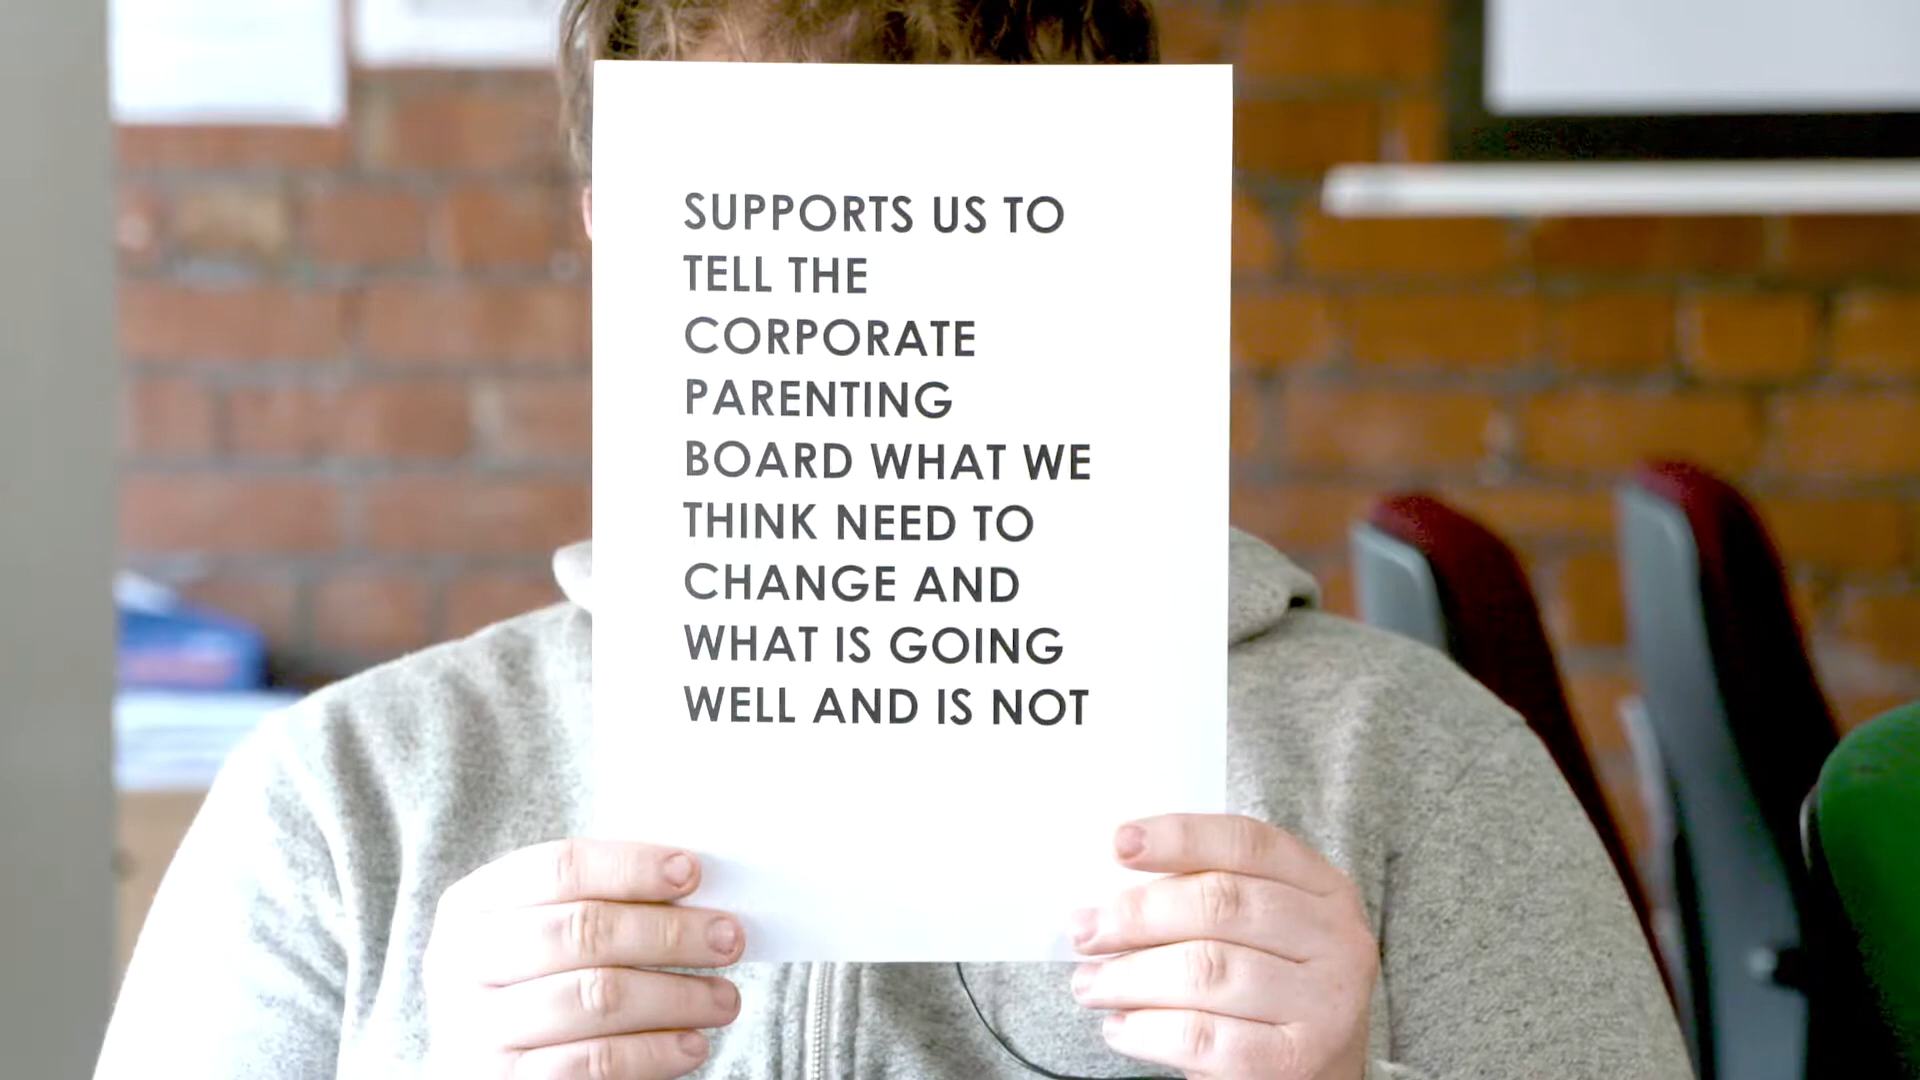 SUPPORTS US TO
TELL THE
CORPORATE
PARENTING
BOARD WHAT WE
THINK NEED TO
CHANGE AND
WHAT IS GOING
WELL AND IS NOT